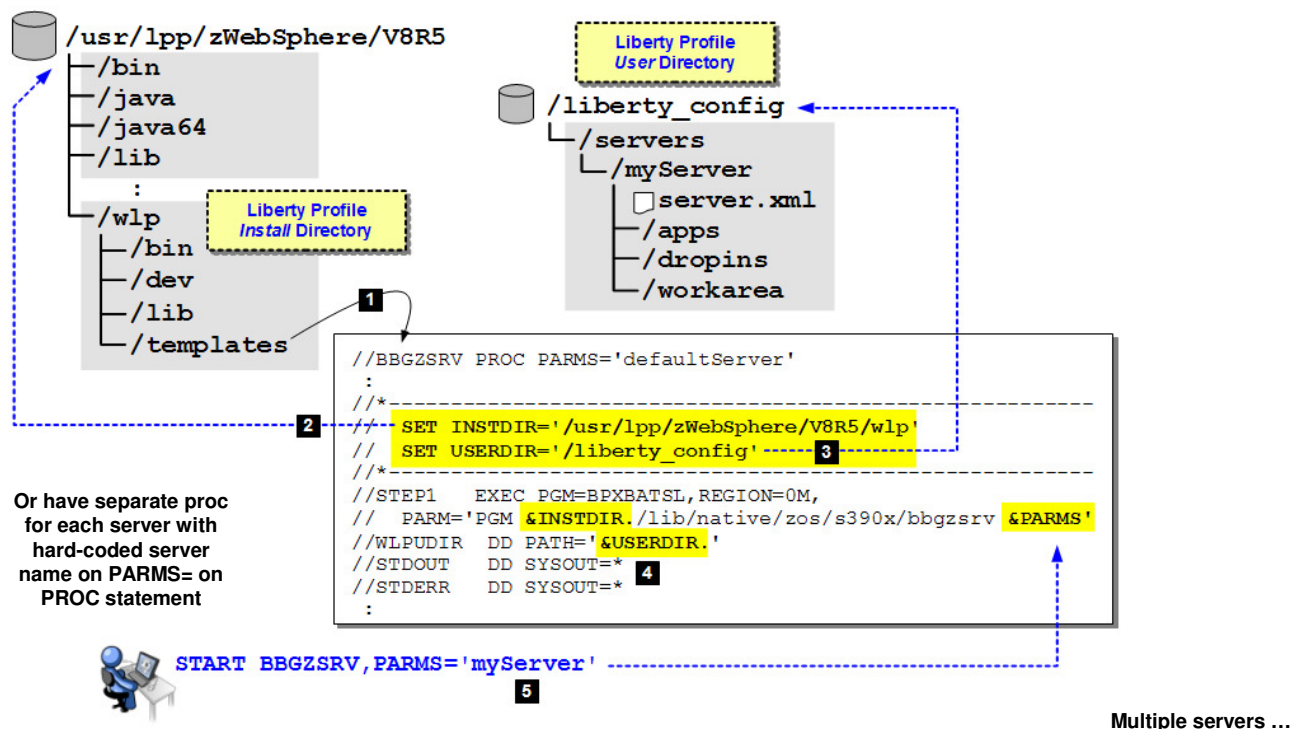 /usr/lpp/zWebSphere/V8R5
/bin
/java
/java64
/lib
:
/wlp
/bin
/dev
/lib
/templates
Liberty Profile
Install Directory
Liberty Profile
User Directory
/liberty_config
/servers
/myServer
server.xml
/apps
/dropins
/workarea
1
//BBGZSRV PROC PARMS='defaultServer'
:
//*------------------------------------------------------
2
// SET INSTDIR='/usr/lpp/zWebSphere/V8R5/wlp'
// SET USERDIR='/liberty_config'
3
//*------------------------------------------------------
//STEP1 EXEC PGM=BPXBATSL,REGION=0M,
// PARM='PGM &INSTDIR./lib/native/zos/s390x/bbgzsrv &PARMS'
//WLPUDIR DD PATH='&USERDIR.'
//STDOUT DD SYSOUT=*
4
//STDERR DD SYSOUT=*
:
Or have separate proc
for each server with
hard-coded server
name on PARMS= on
PROC statement
START BBGZSRV,PARMS='myServer'
5
Multiple servers …